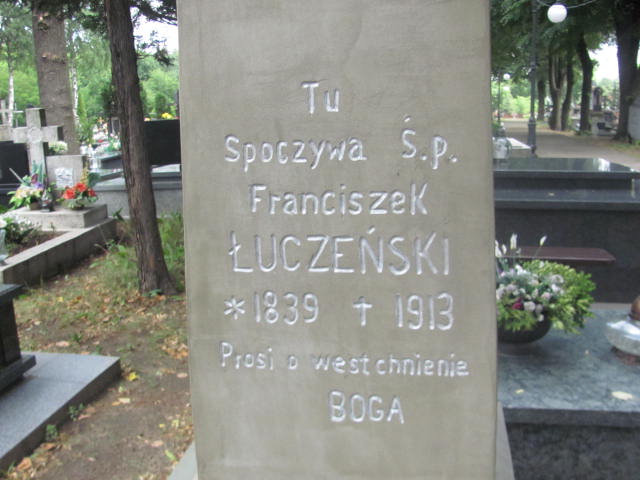 Tu
Spoczywa Ś.p.
Franciszek
ŁUCZEŃSKI
*1839 †1913
Prosi o westchnienie
BOGA